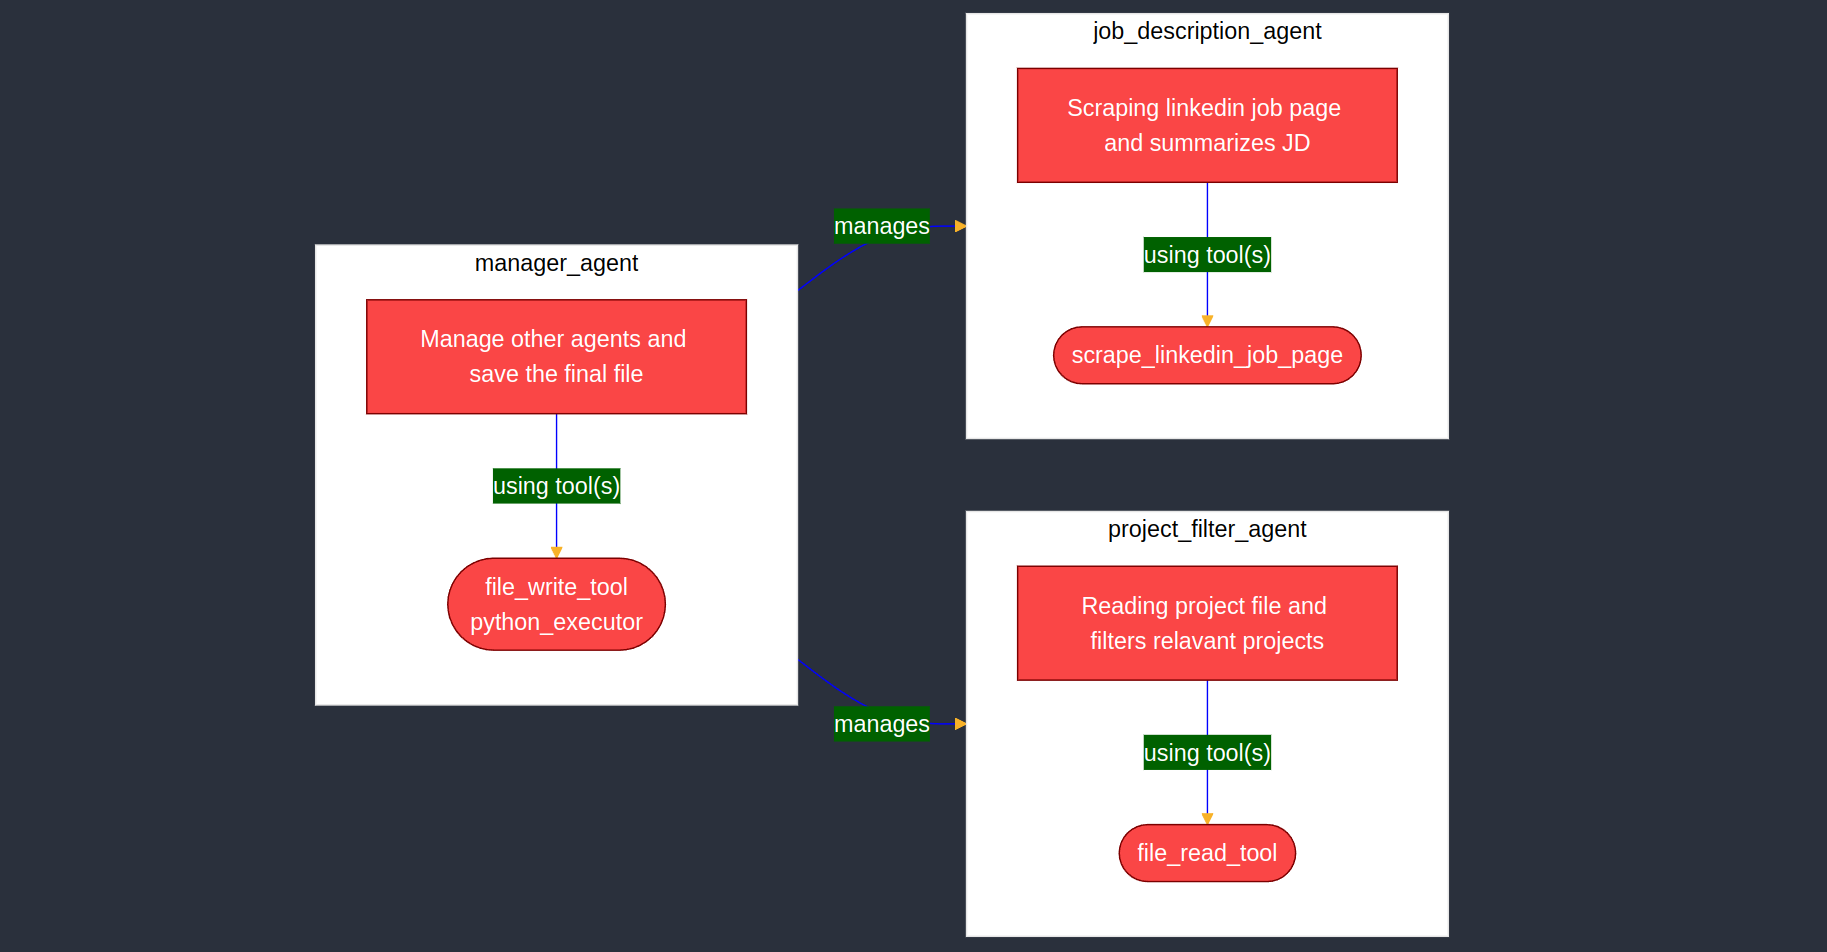 manager_agent
Manage other agents and
save the final file
using tool(s)
file_write_tool
python_executor
manages
job_description_agent
Scraping linkedin job page
and summarizes JD
using tool(s)
scrape_linkedin_job_page
manages
project_filter_agent
Reading project file and
filters relavant projects
using tool(s)
file_read_tool